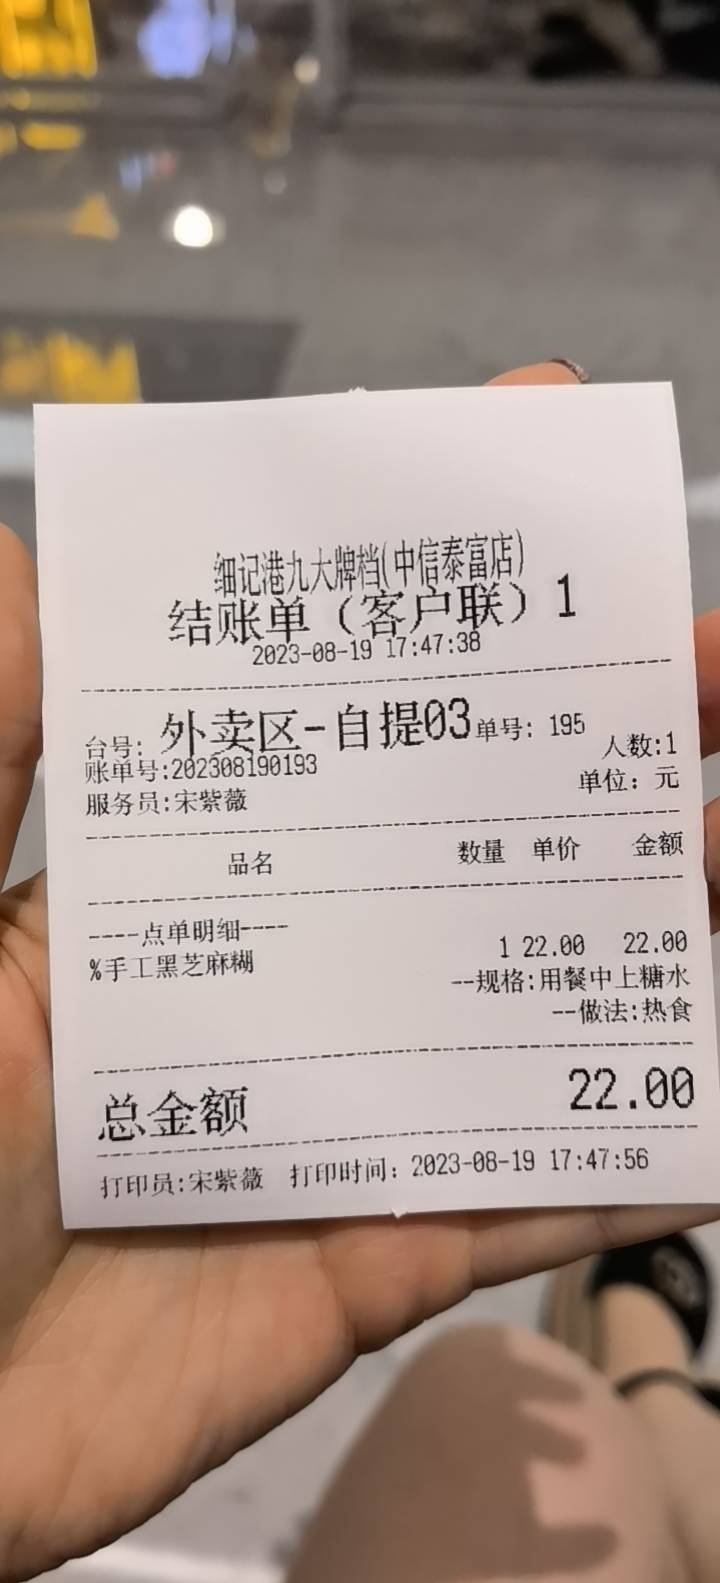 细记港九大牌档(中信泰富店)
结账单（客户联）1
2023-08-19 17:47:38
台号: 外卖区-自提03 单号: 195
账单号:202308190193 人数:1
服务员:宋紫薇 单位: 元
品名 数量 单价 金额
----点单明细----
%手工黑芝麻糊 1 22.00 22.00
--规格:用餐中上糖水
--做法:热食
总金额 22.00
打印员:宋紫薇 打印时间: 2023-08-19 17:47:56